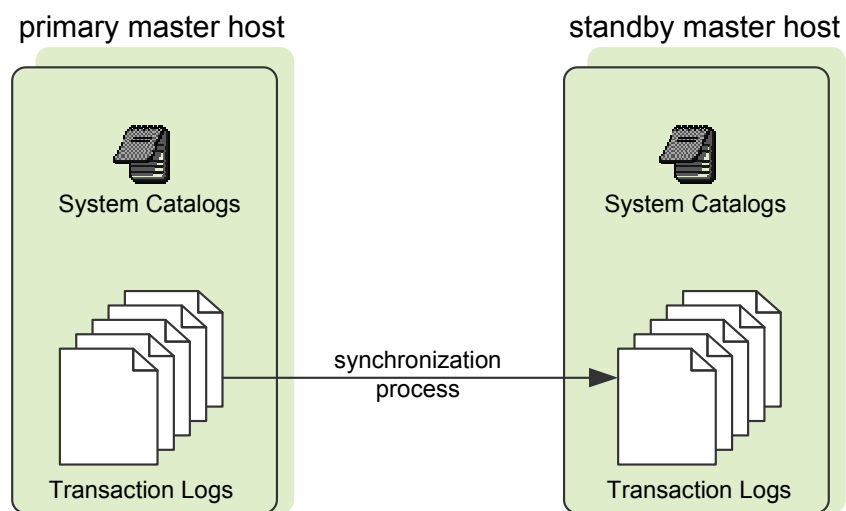 primary master host
standby master host
System Catalogs
System Catalogs
synchronization
process
Transaction Logs
Transaction Logs